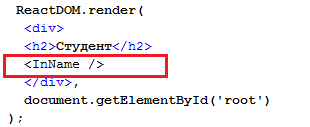 ReactDOM.render(
<div>
<h2>Студент</h2>
<InName />
</div>,
document.getElementById('root')
);